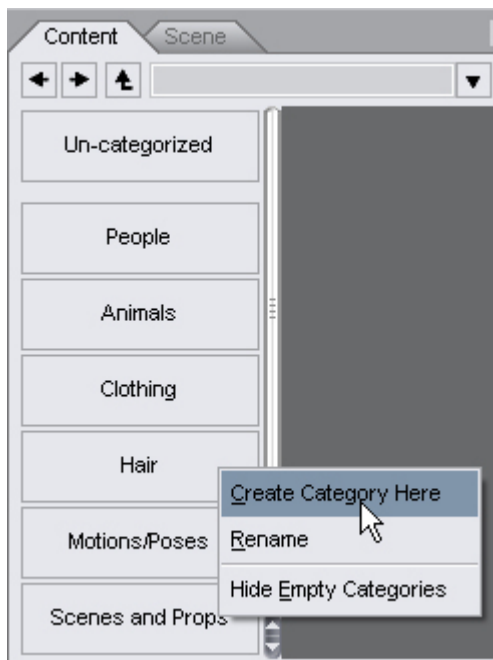 Content Scene
Un-categorized
People
Animals
Clothing
Hair
Create Category Here
Motions/Poses
Rename
Hide Empty Categories
Scenes and Props